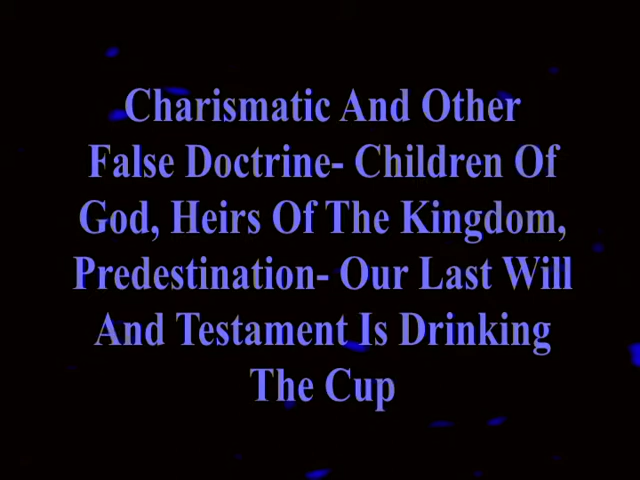 Charismatic And Other
False Doctrine- Children Of
God, Heirs Of The Kingdom,
Predestination- Our Last Will
And Testament Is Drinking
The Cup